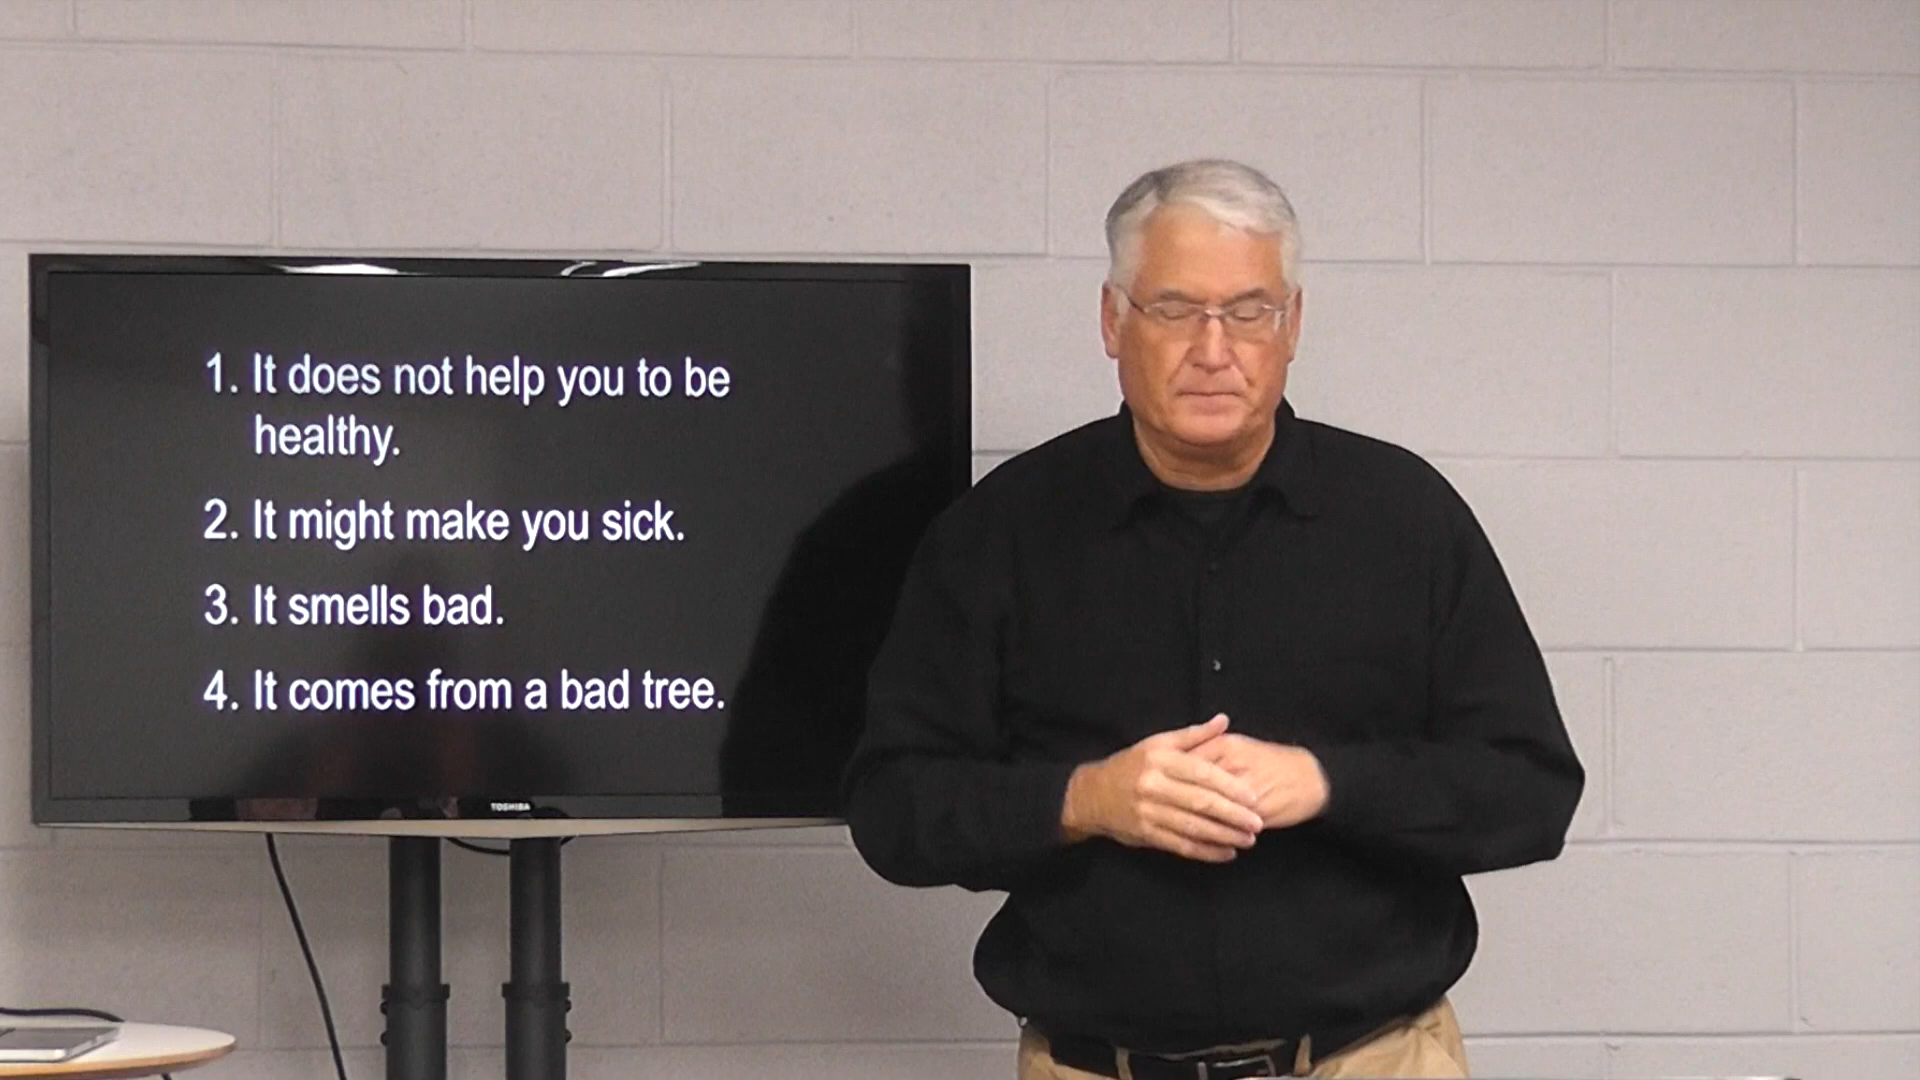 1. It does not help you to be
healthy.
2. It might make you sick.
3. It smells bad.
4. It comes from a bad tree.
TOSHIBA